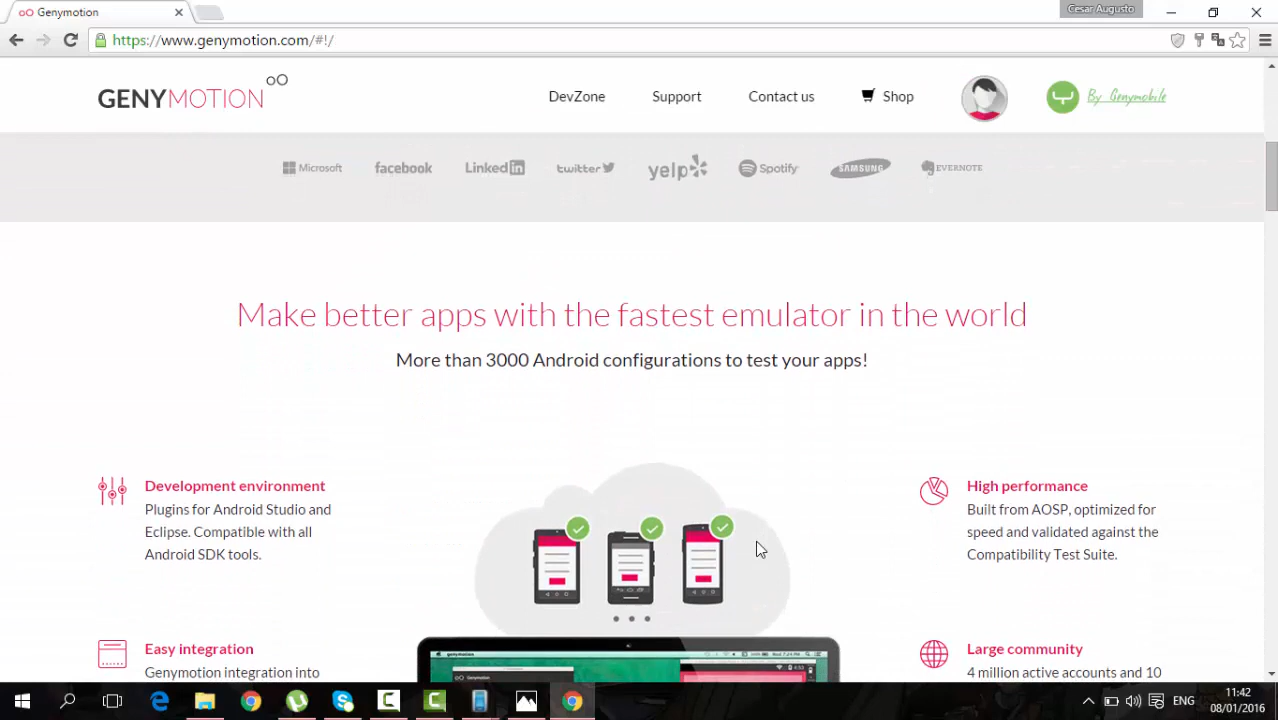 Genymotion
Cesar Augusto
https://www.genymotion.com/#!/
GENYMOTION
DevZone
Support
Contact us
Shop
By Genymobile
Microsoft
facebook
LinkedIn
twitter
yelp
Spotify
SAMSUNG
EVERNOTE
Make better apps with the fastest emulator in the world
More than 3000 Android configurations to test your apps!
Development environment
Plugins for Android Studio and
Eclipse. Compatible with all
Android SDK tools.
High performance
Built from AOSP, optimized for
speed and validated against the
Compatibility Test Suite.
Easy integration
Genymotion integration into
Large community
4 million active accounts and 10
genymotion
Genymotion
ENG
11:42
08/01/2016